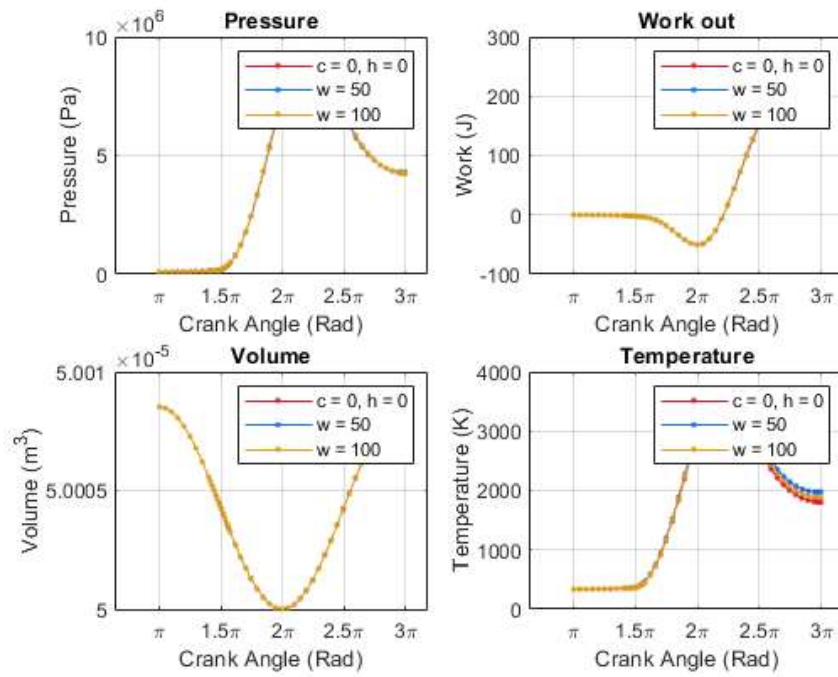 ×10⁶
Pressure
10
5
0
Pressure (Pa)
c = 0, h = 0
w = 50
w = 100
π
1.5π
2π
2.5π
3π
Crank Angle (Rad)
Work out
300
200
100
0
-100
Work (J)
c = 0, h = 0
w = 50
w = 100
π
1.5π
2π
2.5π
3π
Crank Angle (Rad)
×10⁻⁵
Volume
5.001
5.0005
5
Volume (m³)
c = 0, h = 0
w = 50
w = 100
π
1.5π
2π
2.5π
3π
Crank Angle (Rad)
Temperature
4000
3000
2000
1000
0
Temperature (K)
c = 0, h = 0
w = 50
w = 100
π
1.5π
2π
2.5π
3π
Crank Angle (Rad)